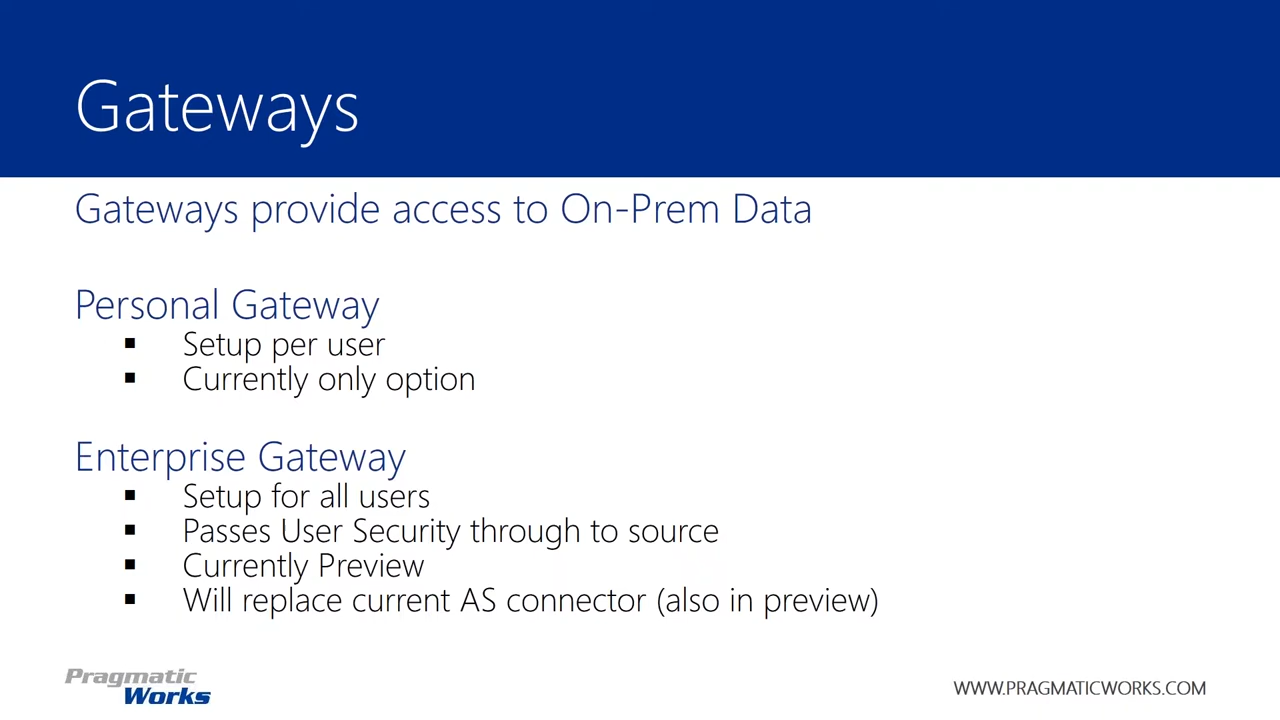 Gateways
Gateways provide access to On-Prem Data
Personal Gateway
▪ Setup per user
▪ Currently only option
Enterprise Gateway
▪ Setup for all users
▪ Passes User Security through to source
▪ Currently Preview
▪ Will replace current AS connector (also in preview)
Pragmatic
Works
WWW.PRAGMATICWORKS.COM